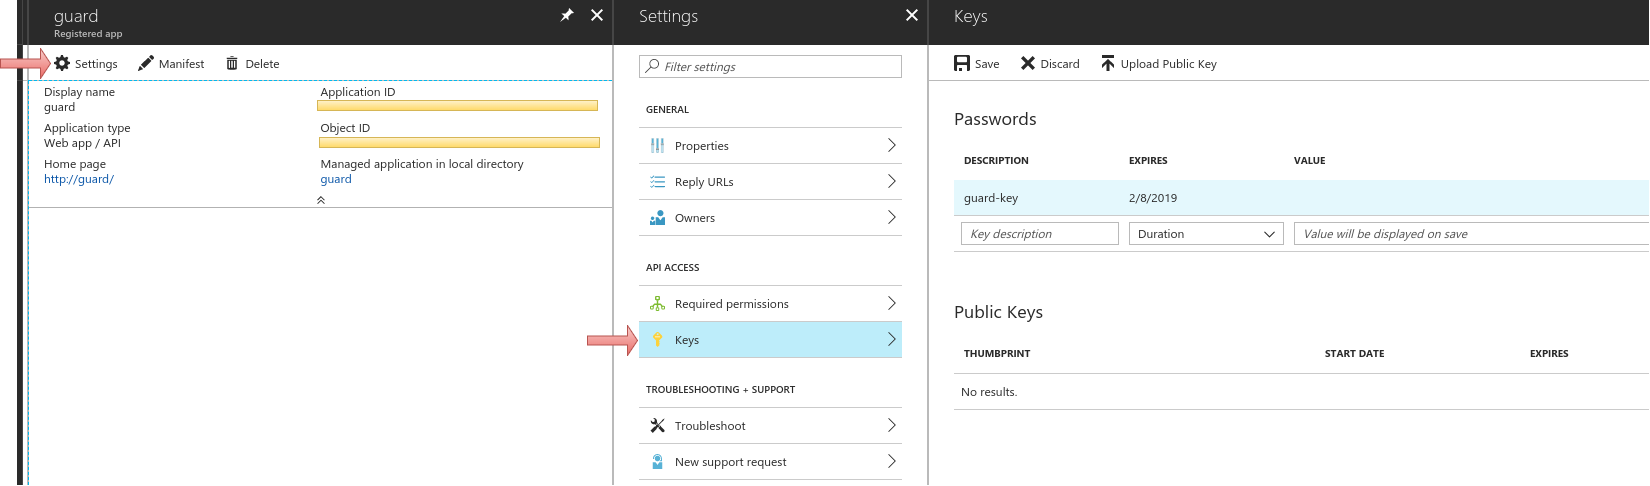 guard
Registered app
Settings
Manifest
Delete
Display name
guard
Application ID
Application type
Web app / API
Object ID
Home page
http://guard/
Managed application in local directory
guard
Settings
Filter settings
GENERAL
Properties
Reply URLs
Owners
API ACCESS
Required permissions
Keys
TROUBLESHOOTING + SUPPORT
Troubleshoot
New support request
Keys
Save
Discard
Upload Public Key
Passwords
DESCRIPTION EXPIRES VALUE
guard-key 2/8/2019
Key description Duration Value will be displayed on save
Public Keys
THUMBPRINT START DATE EXPIRES
No results.